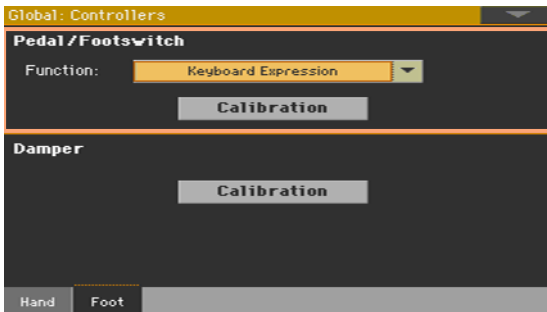 Global: Controllers
Pedal/Footswitch
Function: Keyboard Expression
Calibration
Damper
Calibration
Hand Foot